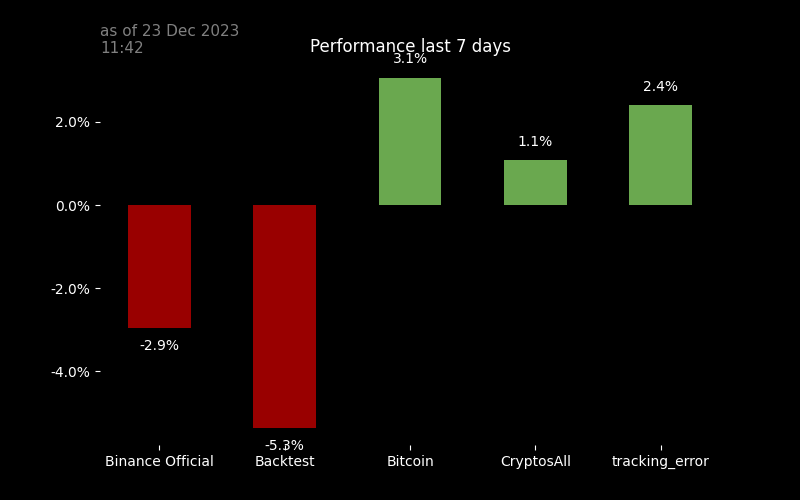 as of 23 Dec 2023
11:42
Performance last 7 days
3.1%
2.4%
2.0%
1.1%
0.0%
-2.0%
-2.9%
-4.0%
-5.3%
Binance Official
Backtest
Bitcoin
CryptosAll
tracking_error